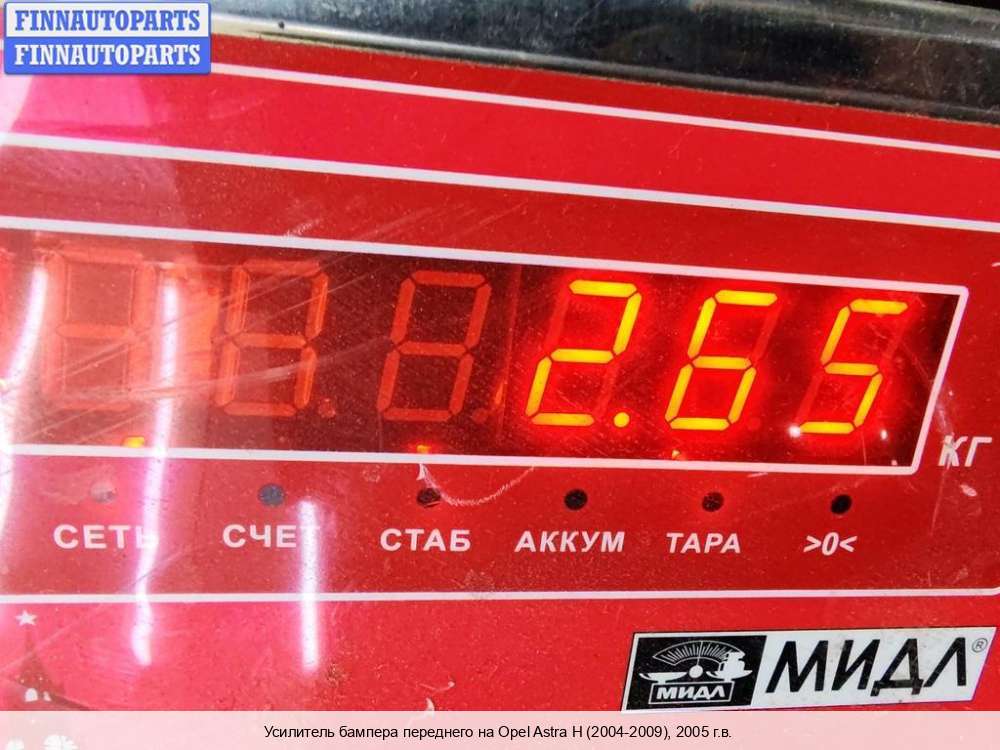 FINNAUTOPARTS
FINNAUTOPARTS
2.65
КГ
СЕТЬ СЧЕТ СТАБ АККУМ ТАРА >0<
МИДЛ МИДЛ®
Усилитель бампера переднего на Opel Astra H (2004-2009), 2005 г.в.